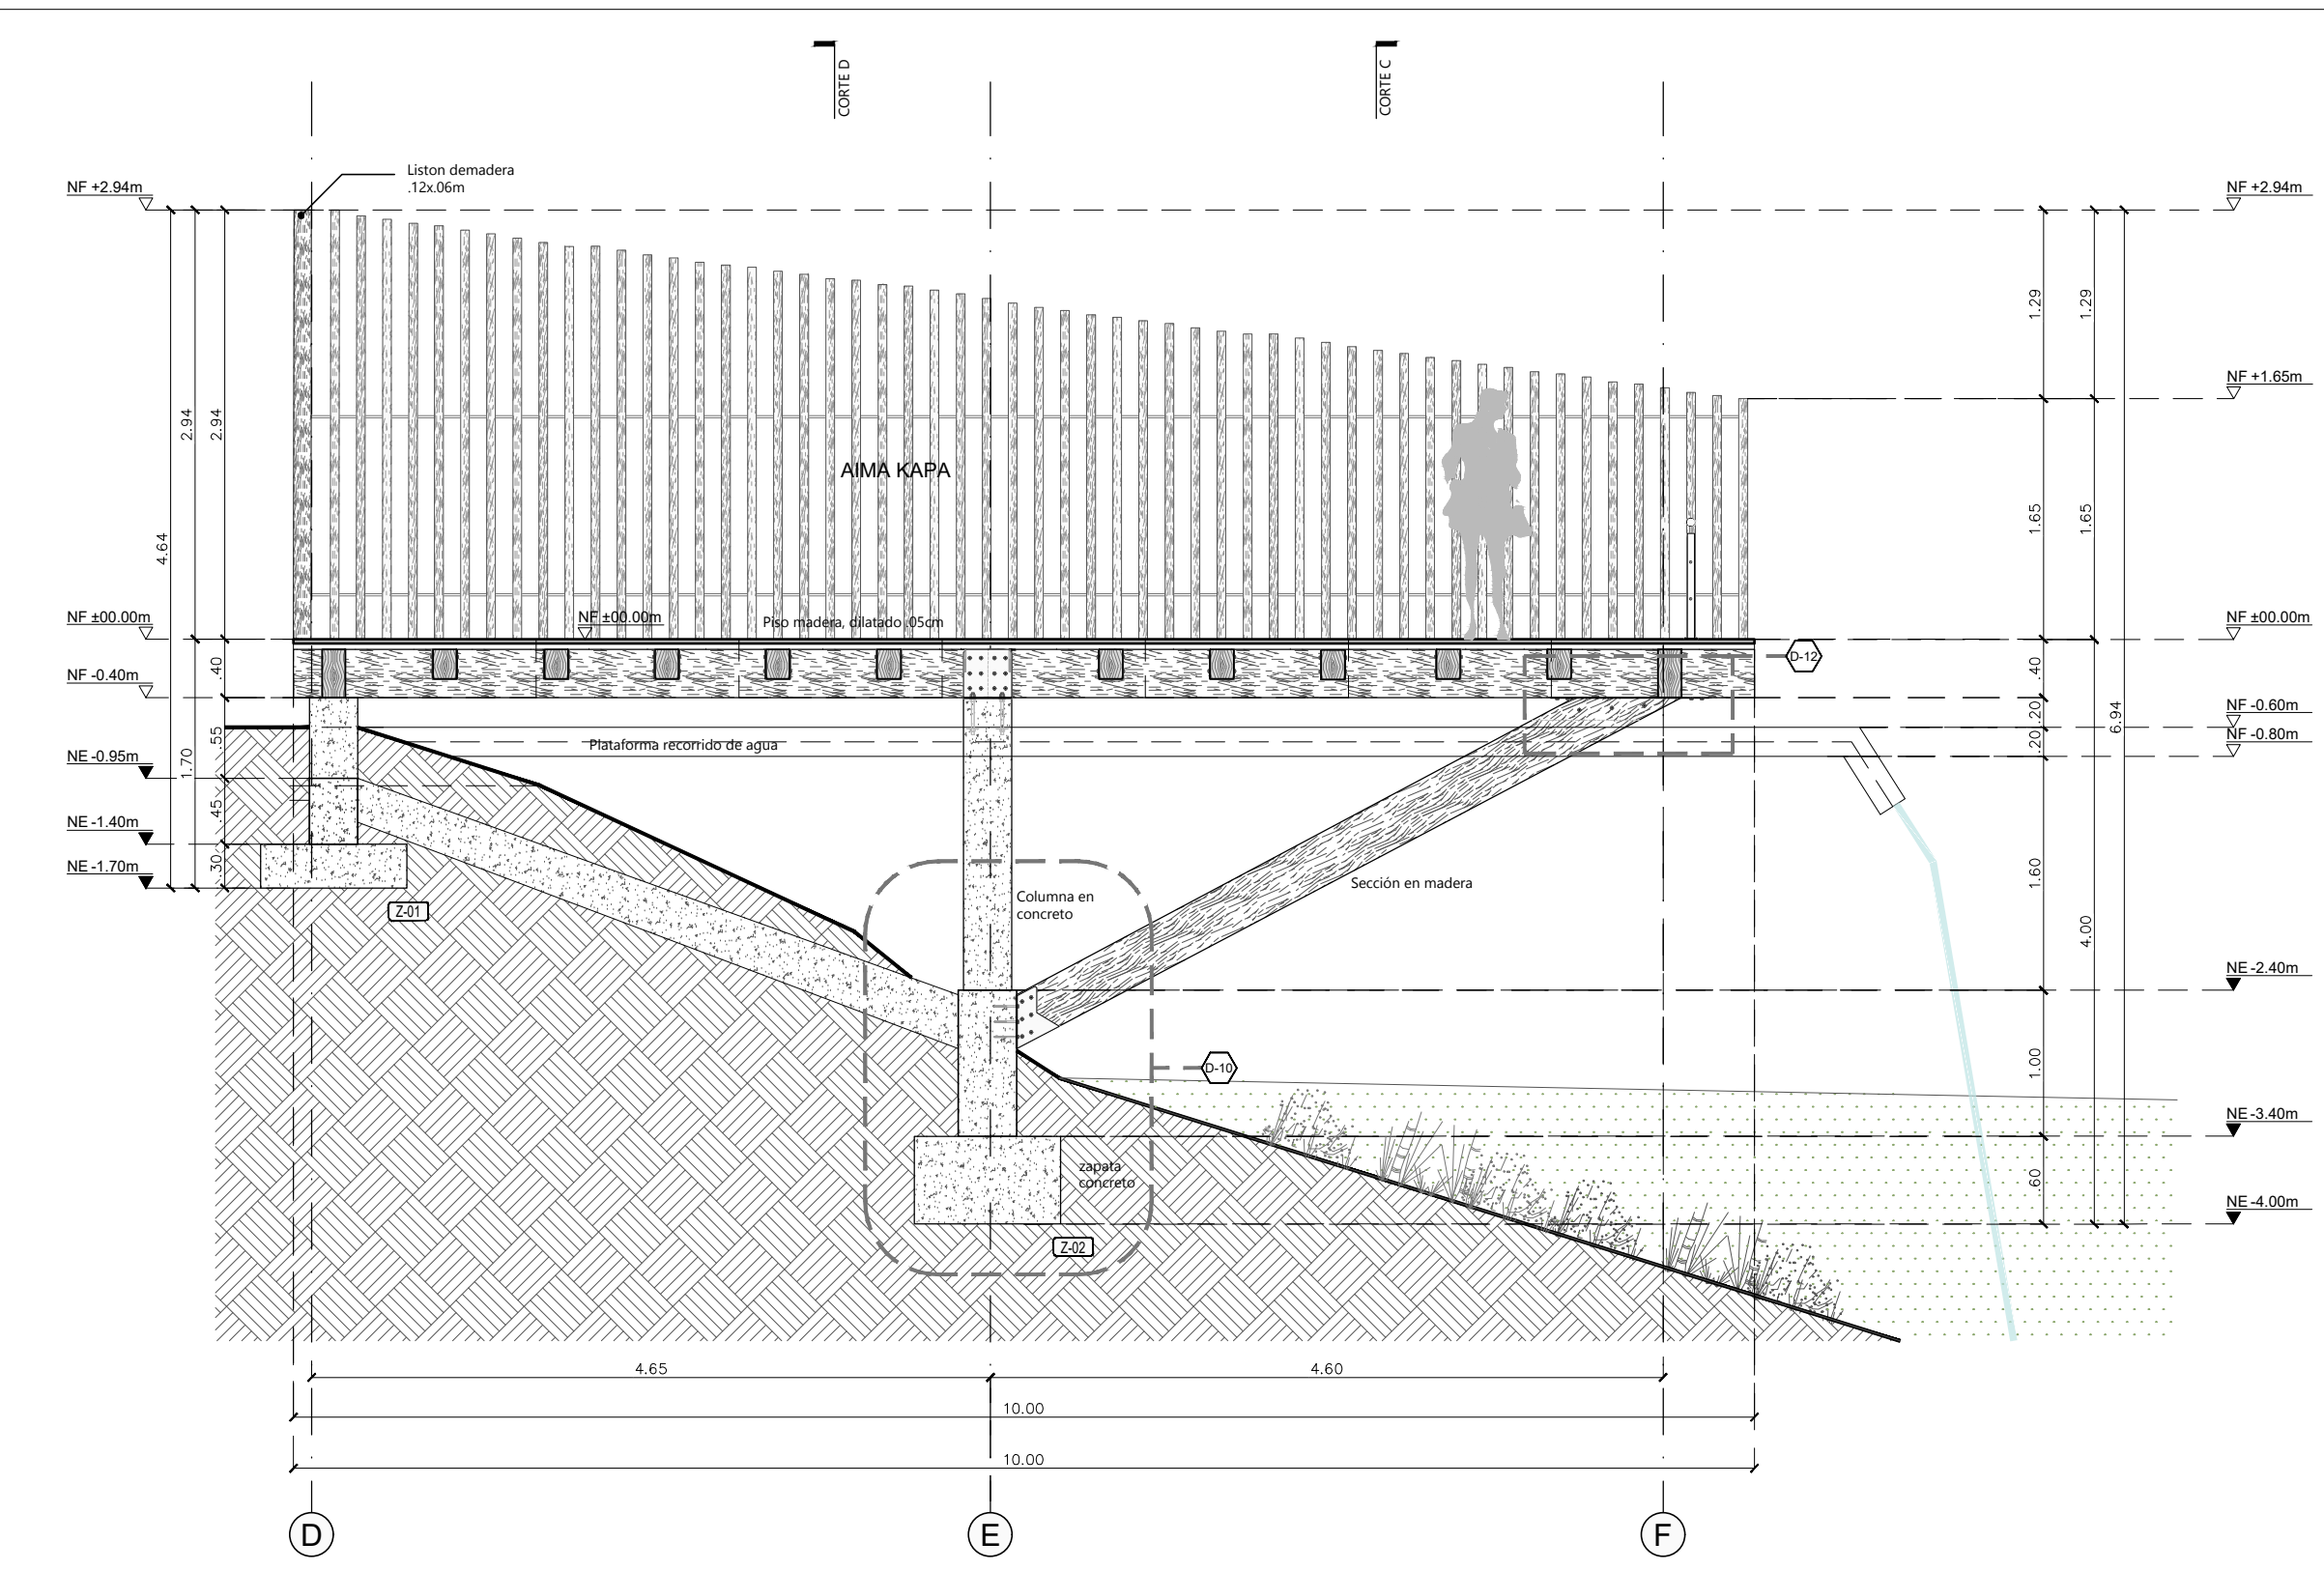 CORTE D
CORTE C
Liston demadera
.12x.06m
NF +2.94m
NF +2.94m
1.29
1.29
NF +1.65m
2.94
2.94
AIMA KAPA
4.64
1.65
1.65
NF ±00.00m
NF ±00.00m
Piso madera, dilatado .05cm
NF ±00.00m
.40
D-12
.40
NF -0.40m
NF -0.60m
.20
6.94
.55
Plataforma recorrido de agua
.20
NF -0.80m
NE -0.95m
1.70
.45
NE -1.40m
.30
NE -1.70m
Z-01
Columna en
concreto
Sección en madera
1.60
4.00
NE -2.40m
D-10
1.00
NE -3.40m
zapata
concreto
.60
NE -4.00m
Z-02
4.65
4.60
10.00
10.00
D
E
F